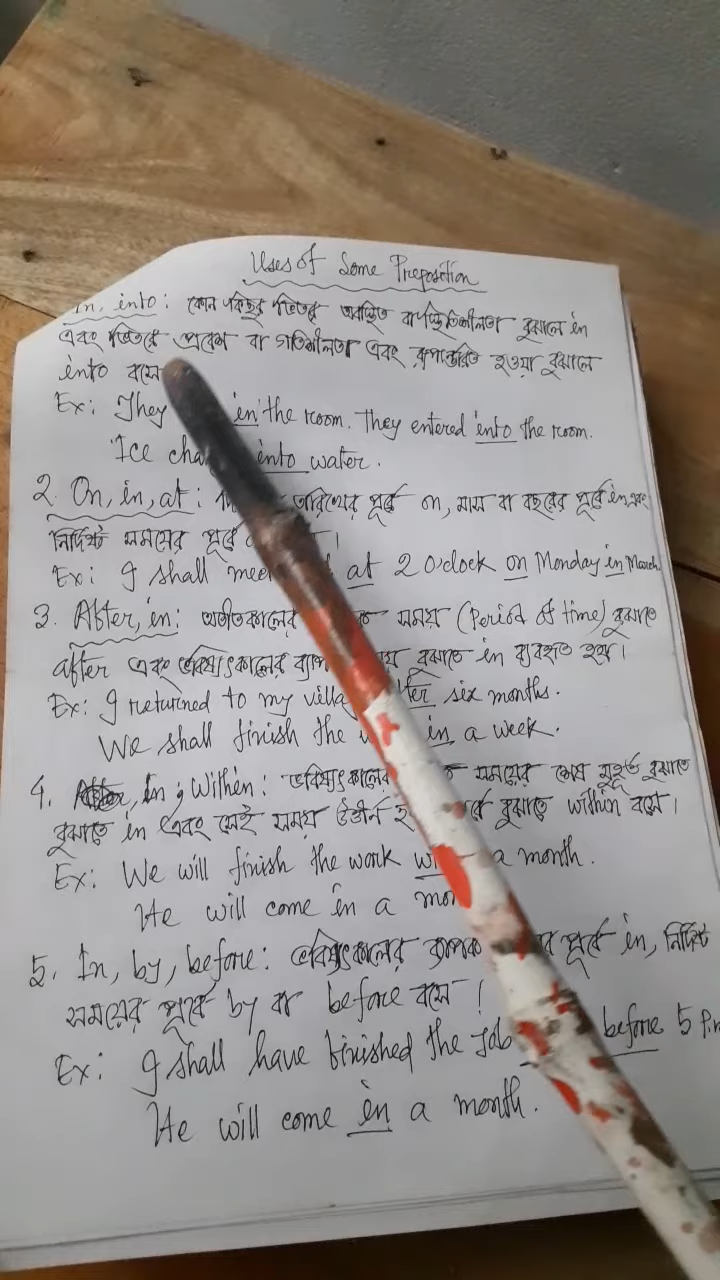 Uses of Some Preposition
In, into: কোন কিছুর ভিতরে অবস্থিত বা স্থিতিশীলতা বুঝালে in
এবং ভিতরে প্রবেশ বা গতিশীলতা এবং রূপান্তরিত হওয়া বুঝালে
into বসে
Ex: They in the room. They entered into the room.
Ice into water.
2. On, in, at: তারিখের পূর্বে on, মাস বা বছরের পূর্বে in এবং
নির্দিষ্ট সময়ের পূর্বে ।
Ex: I shall at 2 O'clock on Monday in March.
3. After, in: অতীতকালের সময় (Period of time) বুঝাতে
after এবং ভবিষ্যৎকালের বুঝাতে in ব্যবহৃত হয়।
Ex: I returned to my six months.
We shall finish the in a week.
4. In, Within: ভবিষ্যৎকালের সময়ের শেষ মুহূর্ত বুঝাতে
বুঝাতে in এবং সেই সময় উত্তীর্ন বুঝাতে within বসে।
Ex: We will finish the work a month.
He will come in a
5. In, by, before: ভবিষ্যৎকালের ব্যাপক পূর্বে in, নির্দিষ্ট
সময়ের পূর্বে by বা before বসে!
Ex: I shall have finished the Job before 5
He will come in a month.